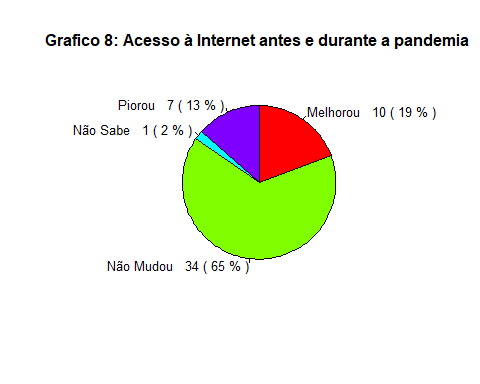 Grafico 8: Acesso à Internet antes e durante a pandemia
Piorou 7 ( 13 % )
Melhorou 10 ( 19 % )
Não Sabe 1 ( 2 % )
Não Mudou 34 ( 65 % )